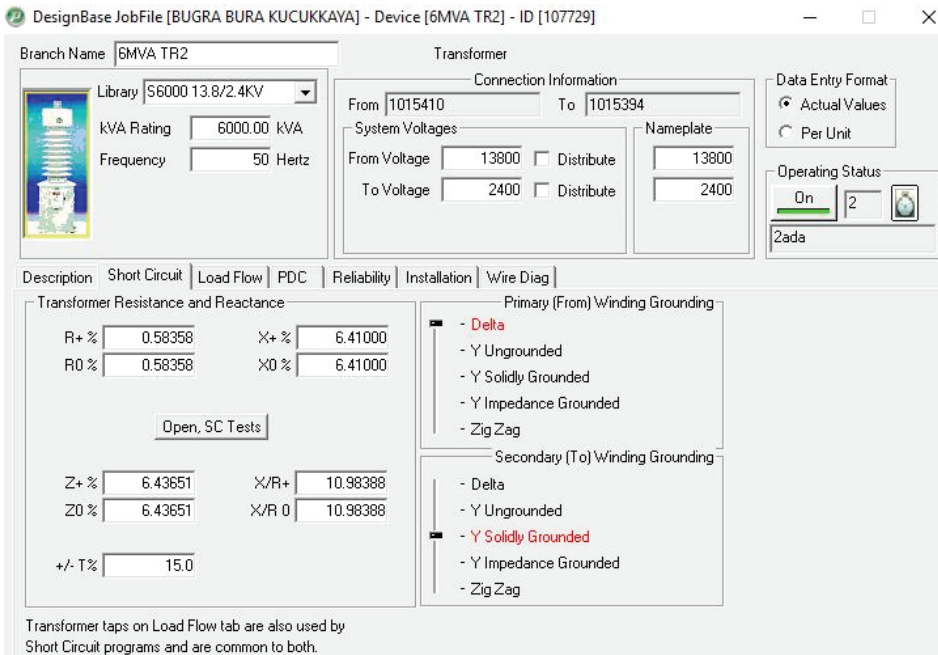 DesignBase JobFile [BUGRA BURA KUCUKKAYA] - Device [6MVA TR2] - ID [107729]
Branch Name 6MVA TR2
Transformer
Library S6000 13.8/2.4KV
kVA Rating 6000.00 kVA
Frequency 50 Hertz
Connection Information
From 1015410 To 1015394
System Voltages
From Voltage 13800 Distribute
To Voltage 2400 Distribute
Nameplate
13800
2400
Data Entry Format
Actual Values
Per Unit
Operating Status
On 2
2ada
Description Short Circuit Load Flow PDC Reliability Installation Wire Diag
Transformer Resistance and Reactance
R+ % 0.58358 X+ % 6.41000
R0 % 0.58358 X0 % 6.41000
Open, SC Tests
Z+ % 6.43651 X/R+ 10.98388
Z0 % 6.43651 X/R 0 10.98388
+/- T% 15.0
Primary (From) Winding Grounding
- Delta
- Y Ungrounded
- Y Solidly Grounded
- Y Impedance Grounded
- Zig Zag
Secondary (To) Winding Grounding
- Delta
- Y Ungrounded
- Y Solidly Grounded
- Y Impedance Grounded
- Zig Zag
Transformer taps on Load Flow tab are also used by
Short Circuit programs and are common to both.